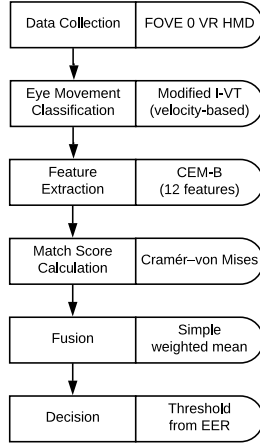 Data Collection
FOVE 0 VR HMD
Eye Movement
Classification
Modified I-VT
(velocity-based)
Feature
Extraction
CEM-B
(12 features)
Match Score
Calculation
Cramér–von Mises
Fusion
Simple
weighted mean
Decision
Threshold
from EER